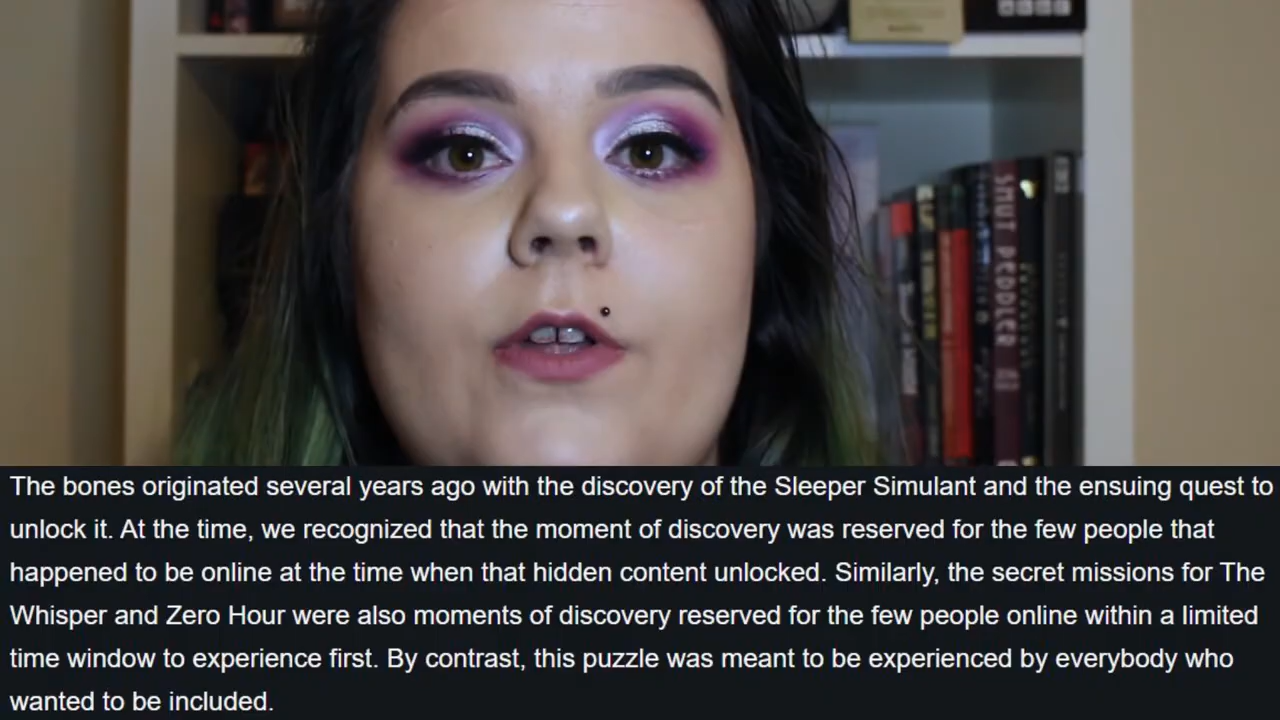 SMUT PEDDLER
The bones originated several years ago with the discovery of the Sleeper Simulant and the ensuing quest to
unlock it. At the time, we recognized that the moment of discovery was reserved for the few people that
happened to be online at the time when that hidden content unlocked. Similarly, the secret missions for The
Whisper and Zero Hour were also moments of discovery reserved for the few people online within a limited
time window to experience first. By contrast, this puzzle was meant to be experienced by everybody who
wanted to be included.